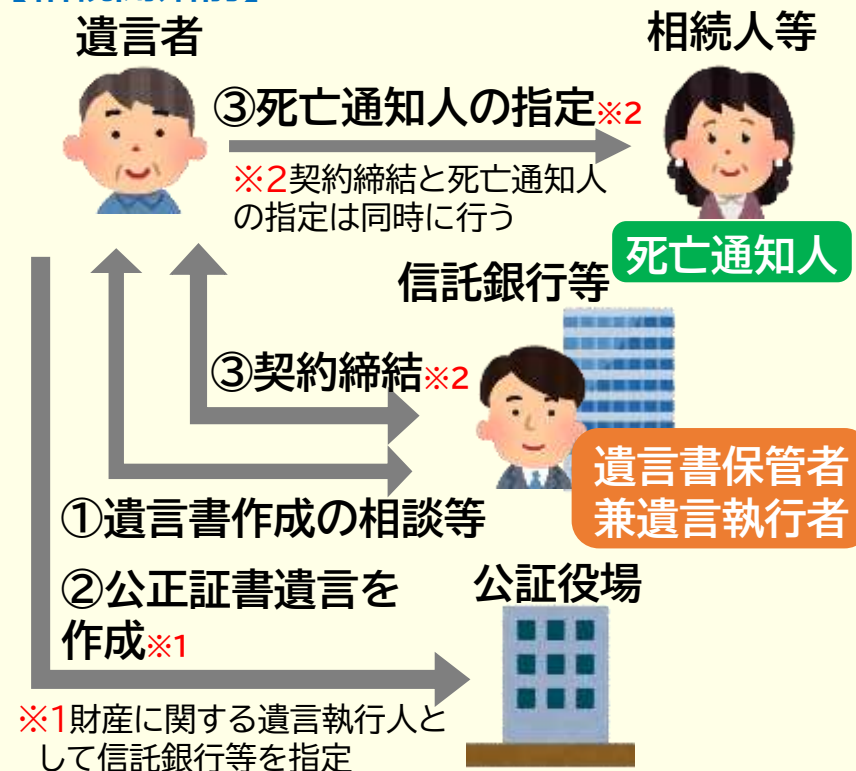 遺言者
相続人等
③死亡通知人の指定※2
※2契約締結と死亡通知人
の指定は同時に行う
死亡通知人
信託銀行等
③契約締結※2
遺言書保管者
兼遺言執行者
①遺言書作成の相談等
②公正証書遺言を
作成※1
公証役場
※1財産に関する遺言執行人と
して信託銀行等を指定